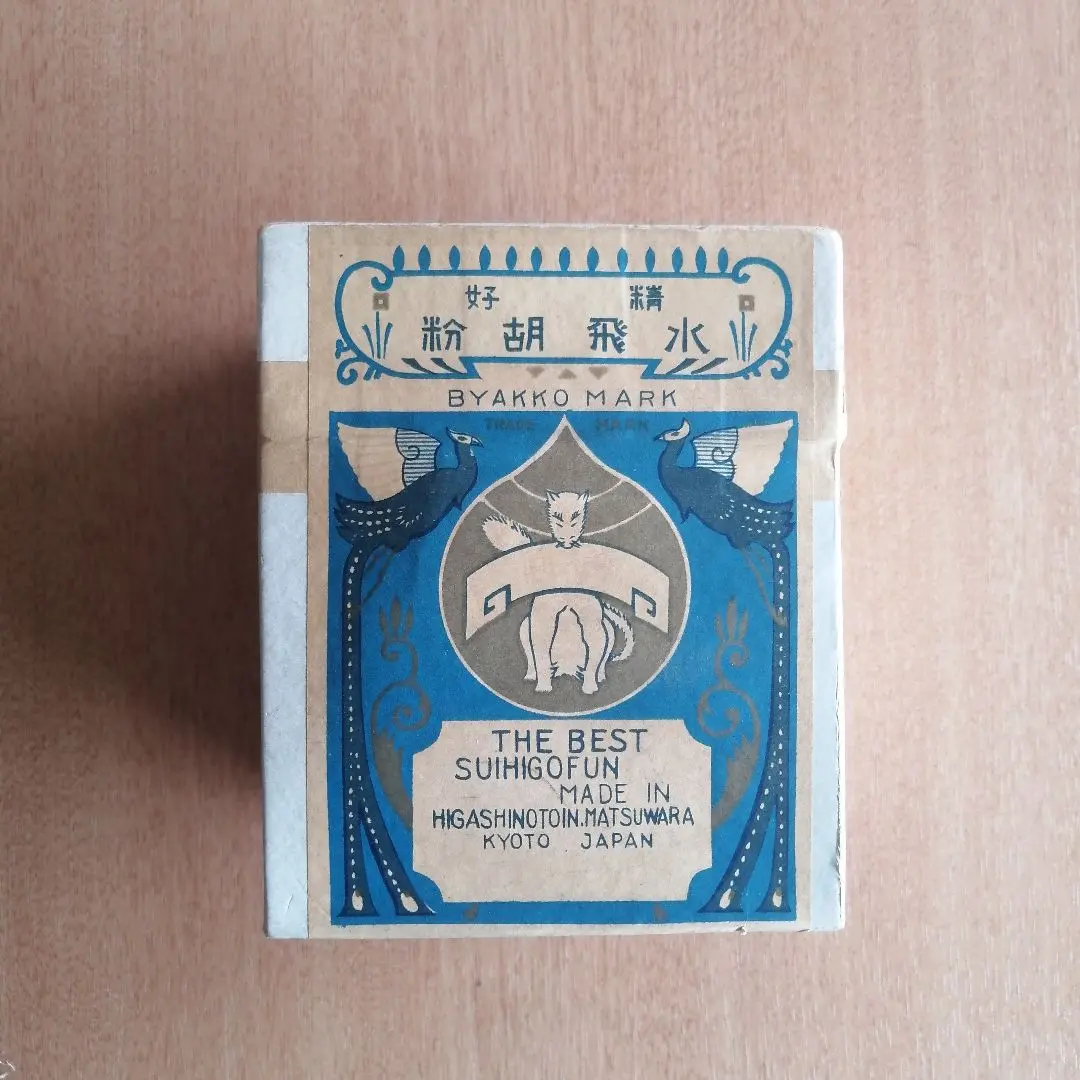 精 好
水飛胡粉
BYAKKO MARK
TRADE MARK
THE BEST
SUIHIGOFUN
MADE IN
HIGASHINOTOIN.MATSUWARA
KYOTO JAPAN